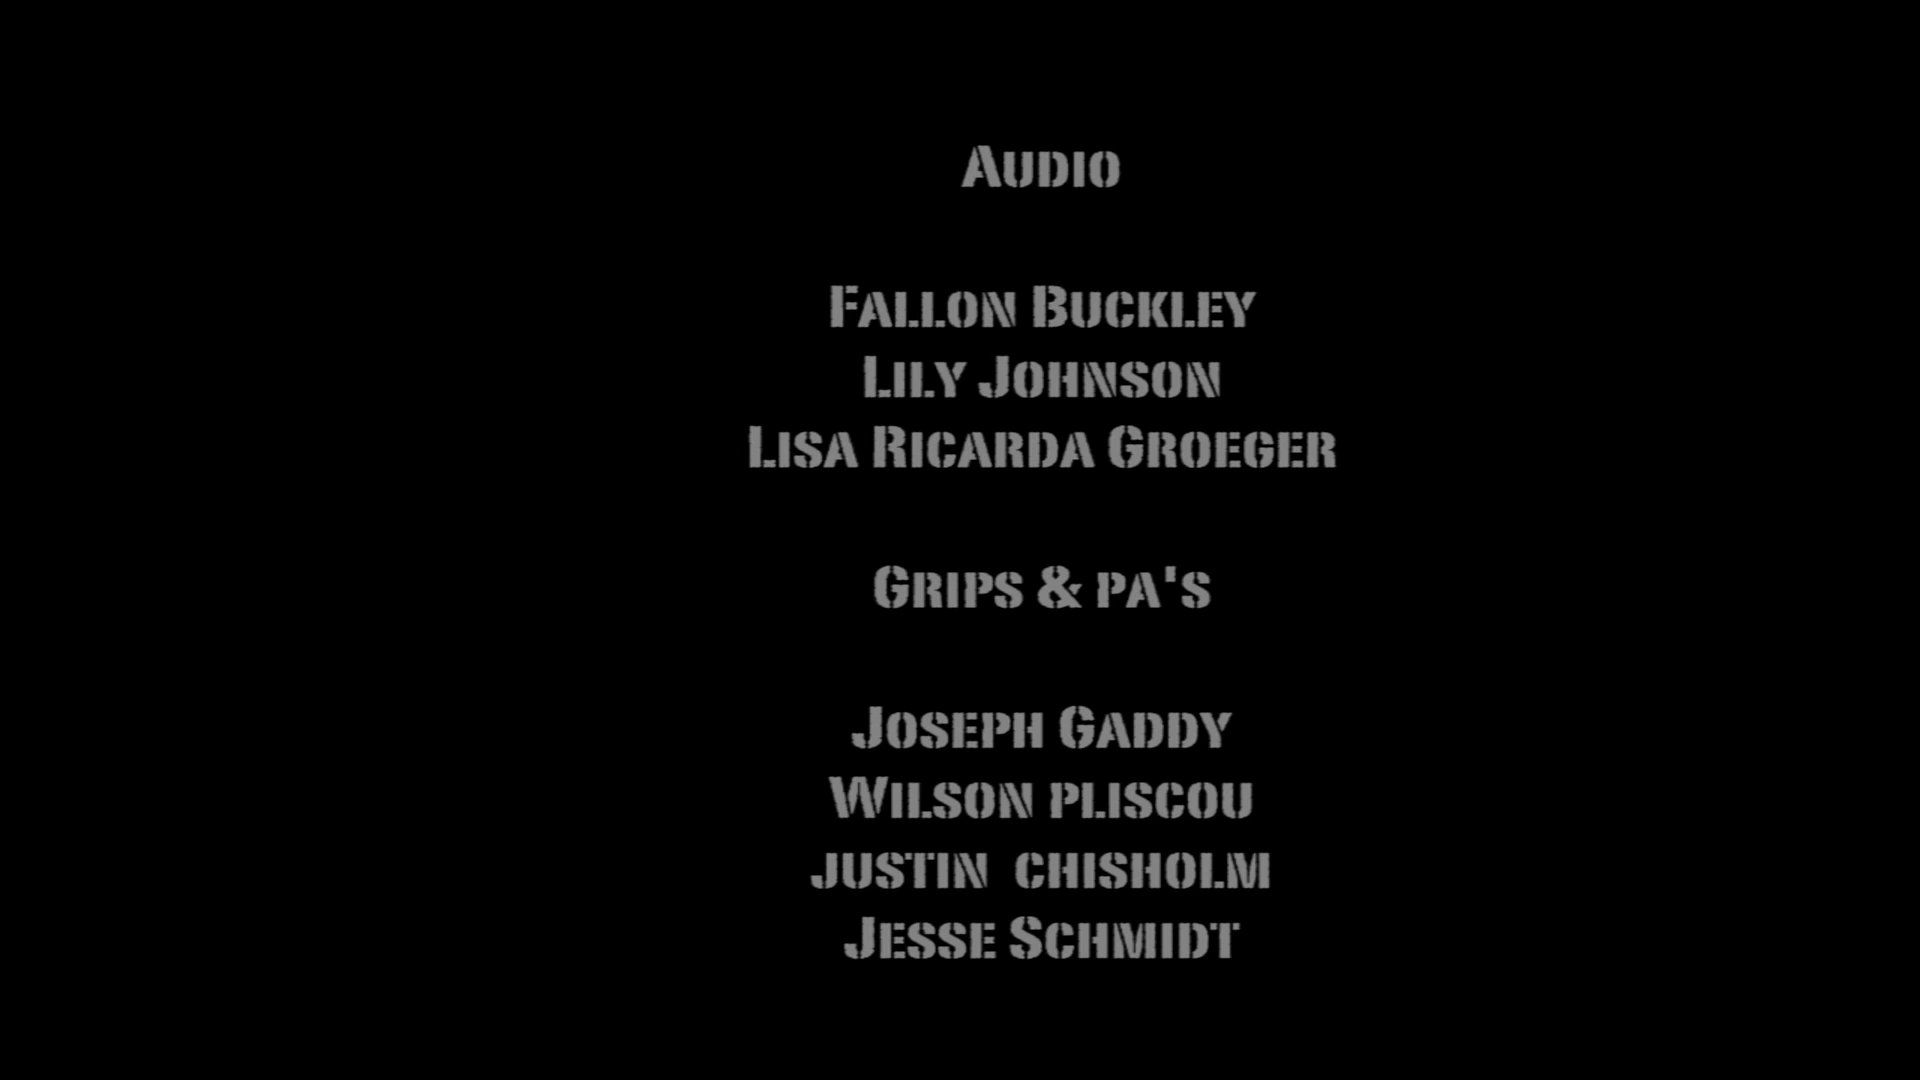 Audio
Fallon Buckley
Lily Johnson
Lisa Ricarda Groeger
Grips & pa's
Joseph Gaddy
Wilson pliscou
justin  chisholm
Jesse Schmidt